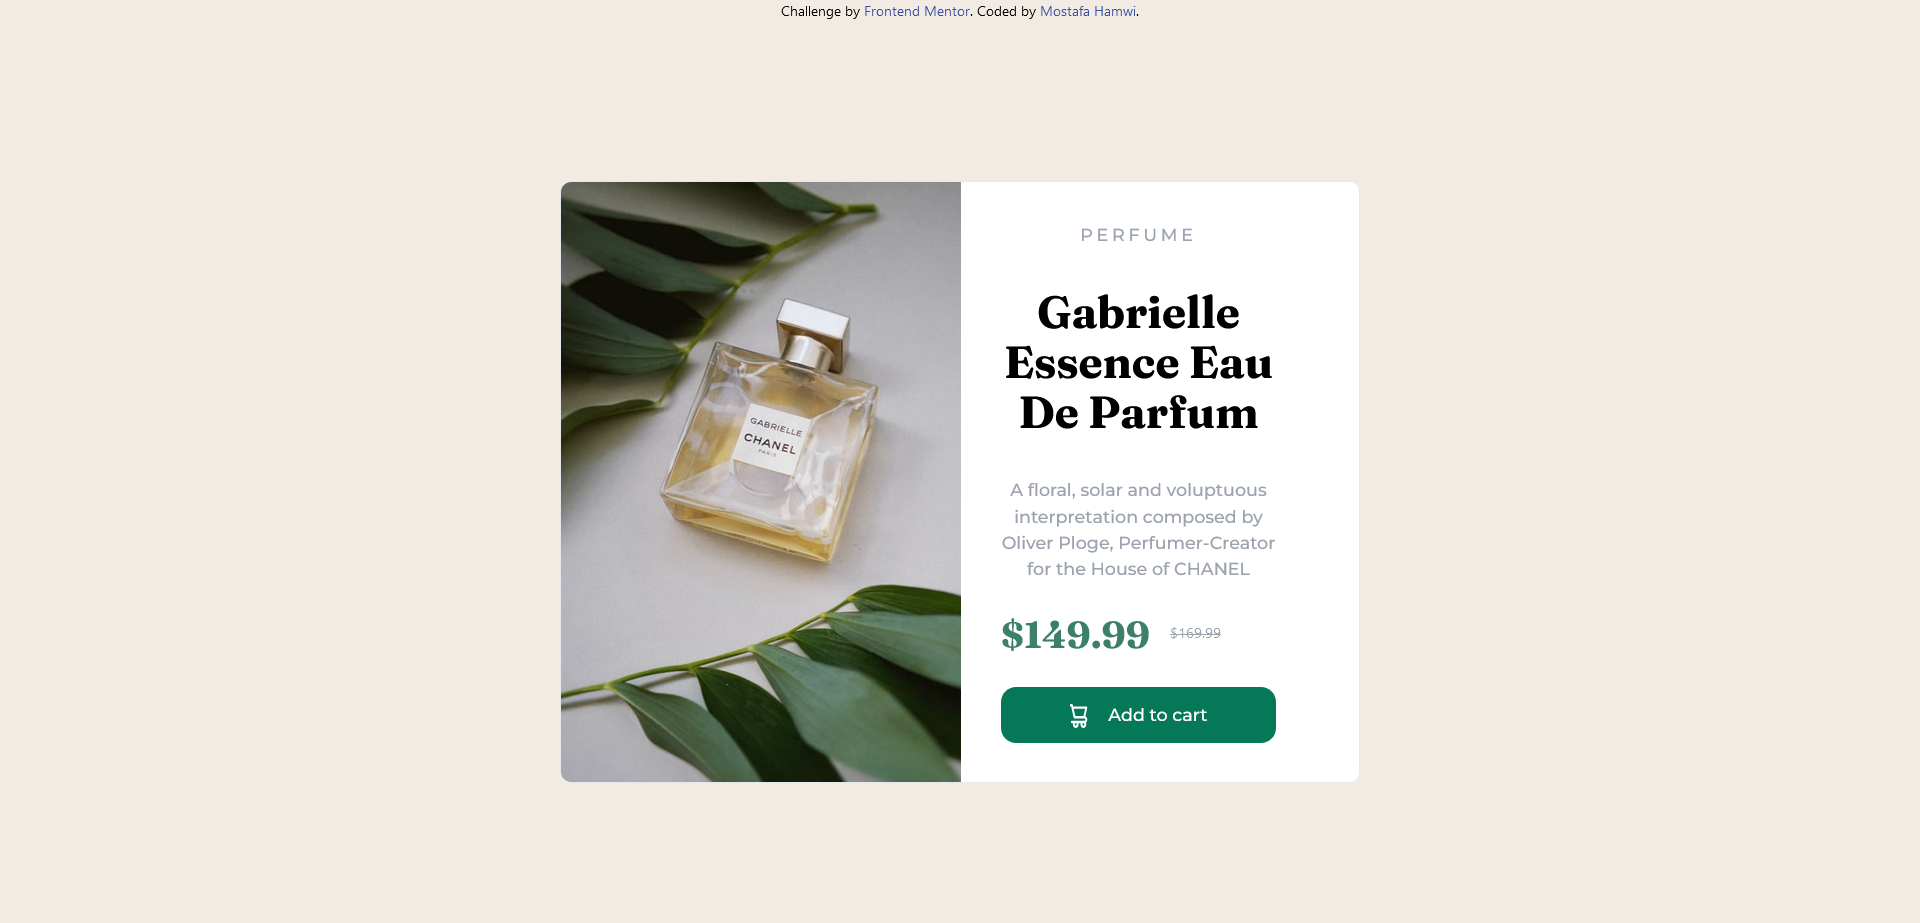 Challenge by Frontend Mentor. Coded by Mostafa Hamwi.
GABRIELLE
CHANEL
PARIS
PERFUME
Gabrielle
Essence Eau
De Parfum
A floral, solar and voluptuous
interpretation composed by
Oliver Ploge, Perfumer-Creator
for the House of CHANEL
$149.99 $169.99
Add to cart